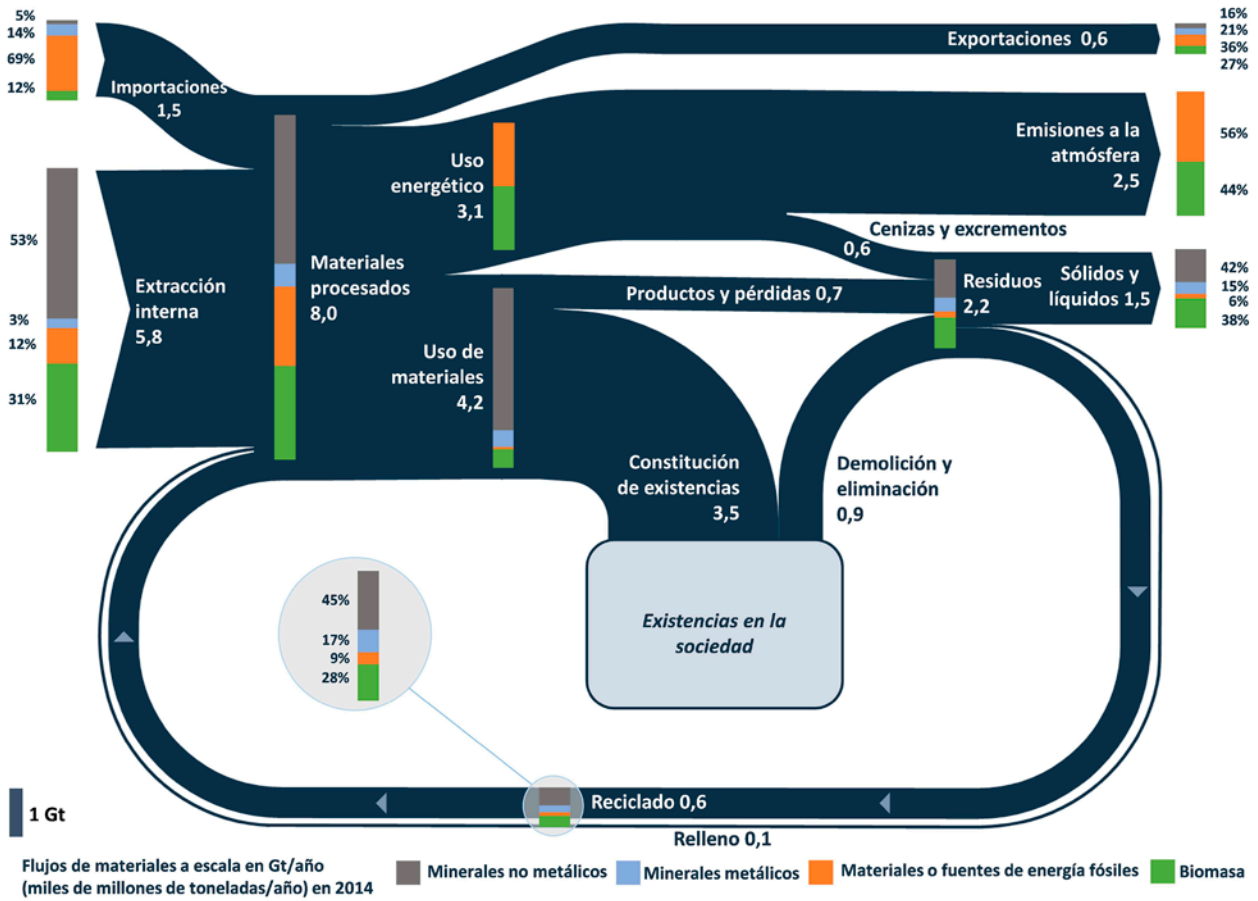 5%
14%
69%
12%
Importaciones
1,5
53%
3%
12%
31%
Extracción
interna
5,8
Materiales
procesados
8,0
Uso
energético
3,1
Uso de
materiales
4,2
Exportaciones 0,6
16%
21%
36%
27%
Emisiones a la
atmósfera
2,5
56%
44%
Cenizas y excrementos
0,6
Productos y pérdidas 0,7
Residuos
2,2
Sólidos y
líquidos 1,5
42%
15%
6%
38%
Constitución
de existencias
3,5
Demolición y
eliminación
0,9
Existencias en la
sociedad
45%
17%
9%
28%
Reciclado 0,6
Relleno 0,1
1 Gt
Flujos de materiales a escala en Gt/año
(miles de millones de toneladas/año) en 2014
Minerales no metálicos
Minerales metálicos
Materiales o fuentes de energía fósiles
Biomasa